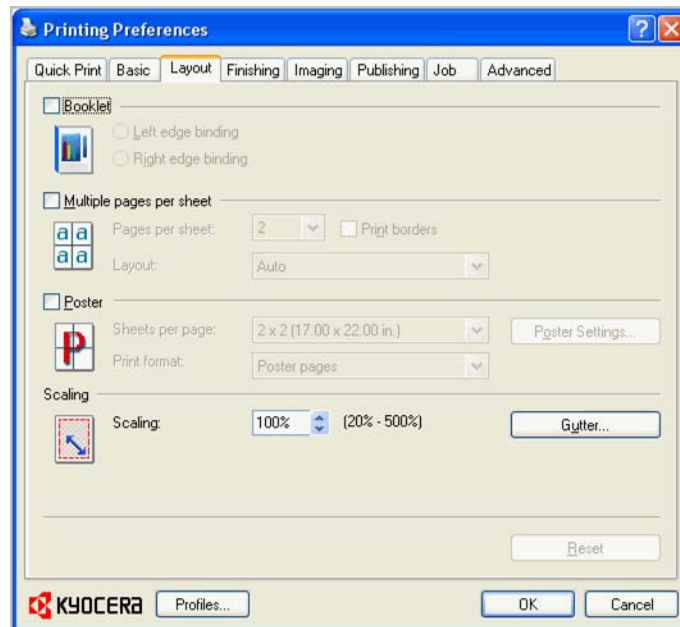 Printing Preferences
Quick Print Basic Layout Finishing Imaging Publishing Job Advanced
Booklet
Left edge binding
Right edge binding
Multiple pages per sheet
Pages per sheet: 2 Print borders
Layout: Auto
Poster
Sheets per page: 2 x 2 (17.00 x 22.00 in.) Poster Settings...
Print format: Poster pages
Scaling
Scaling: 100% (20% - 500%) Gutter...
Reset
KYOCERA Profiles... OK Cancel